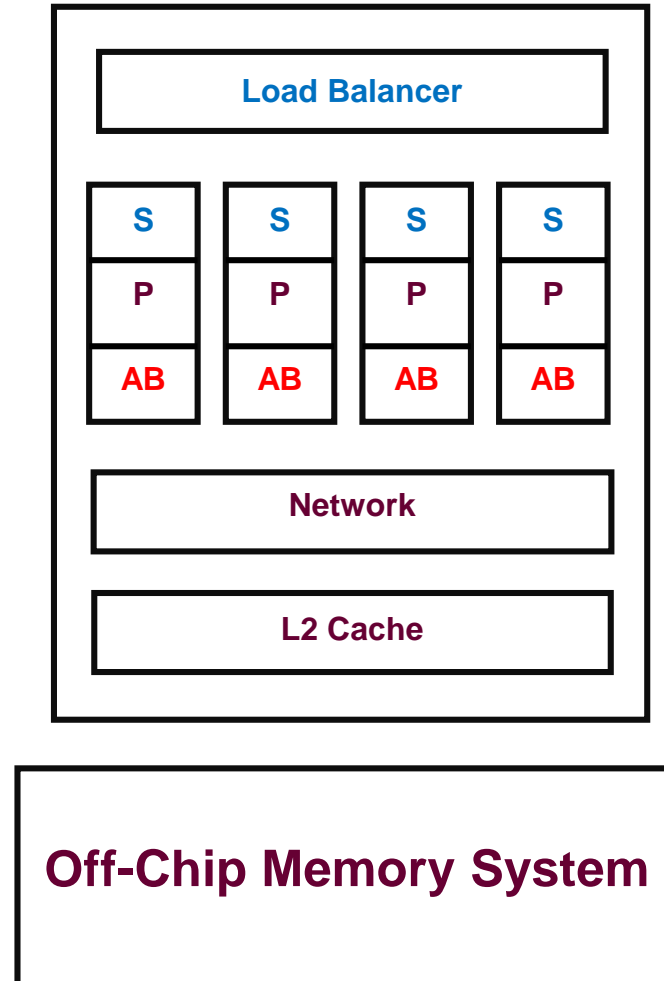 Load Balancer
S S S S
P P P P
AB AB AB AB
Network
L2 Cache
Off-Chip Memory System